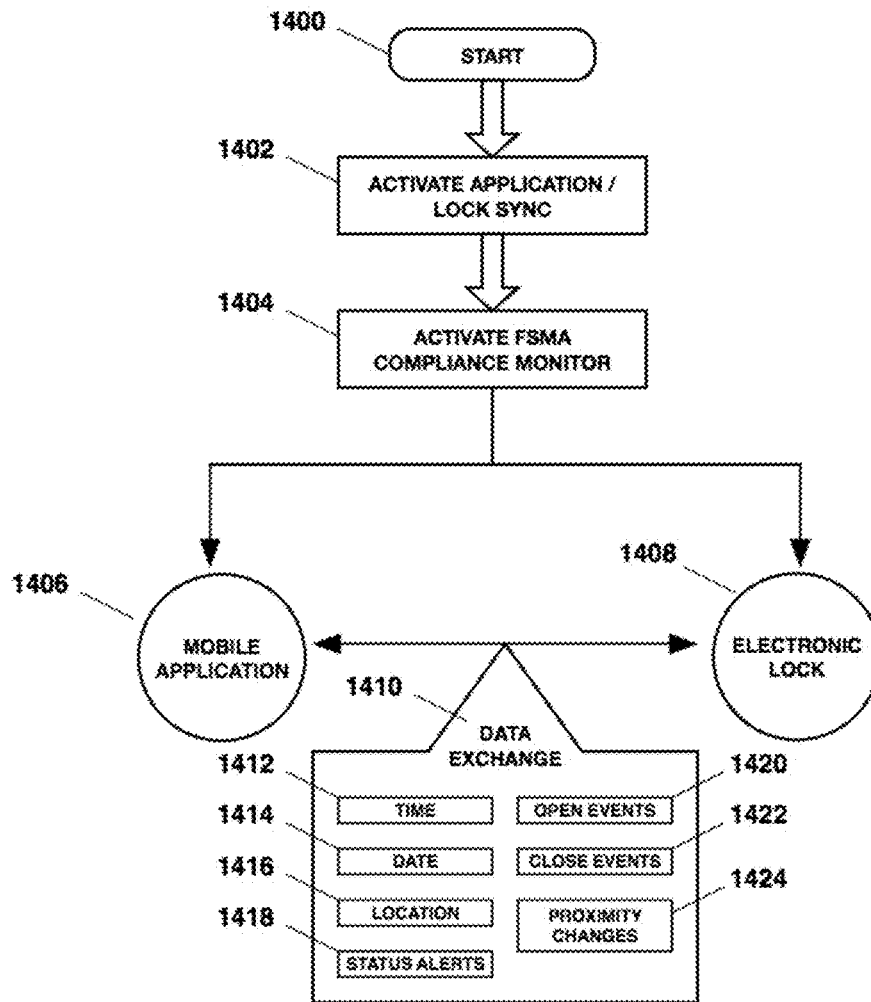 1400
START
1402
ACTIVATE APPLICATION /
LOCK SYNC
1404
ACTIVATE FSMA
COMPLIANCE MONITOR
1406
MOBILE
APPLICATION
1408
ELECTRONIC
LOCK
1410
DATA
EXCHANGE
1412
TIME
1414
DATE
1416
LOCATION
1418
STATUS ALERTS
1420
OPEN EVENTS
1422
CLOSE EVENTS
1424
PROXIMITY
CHANGES